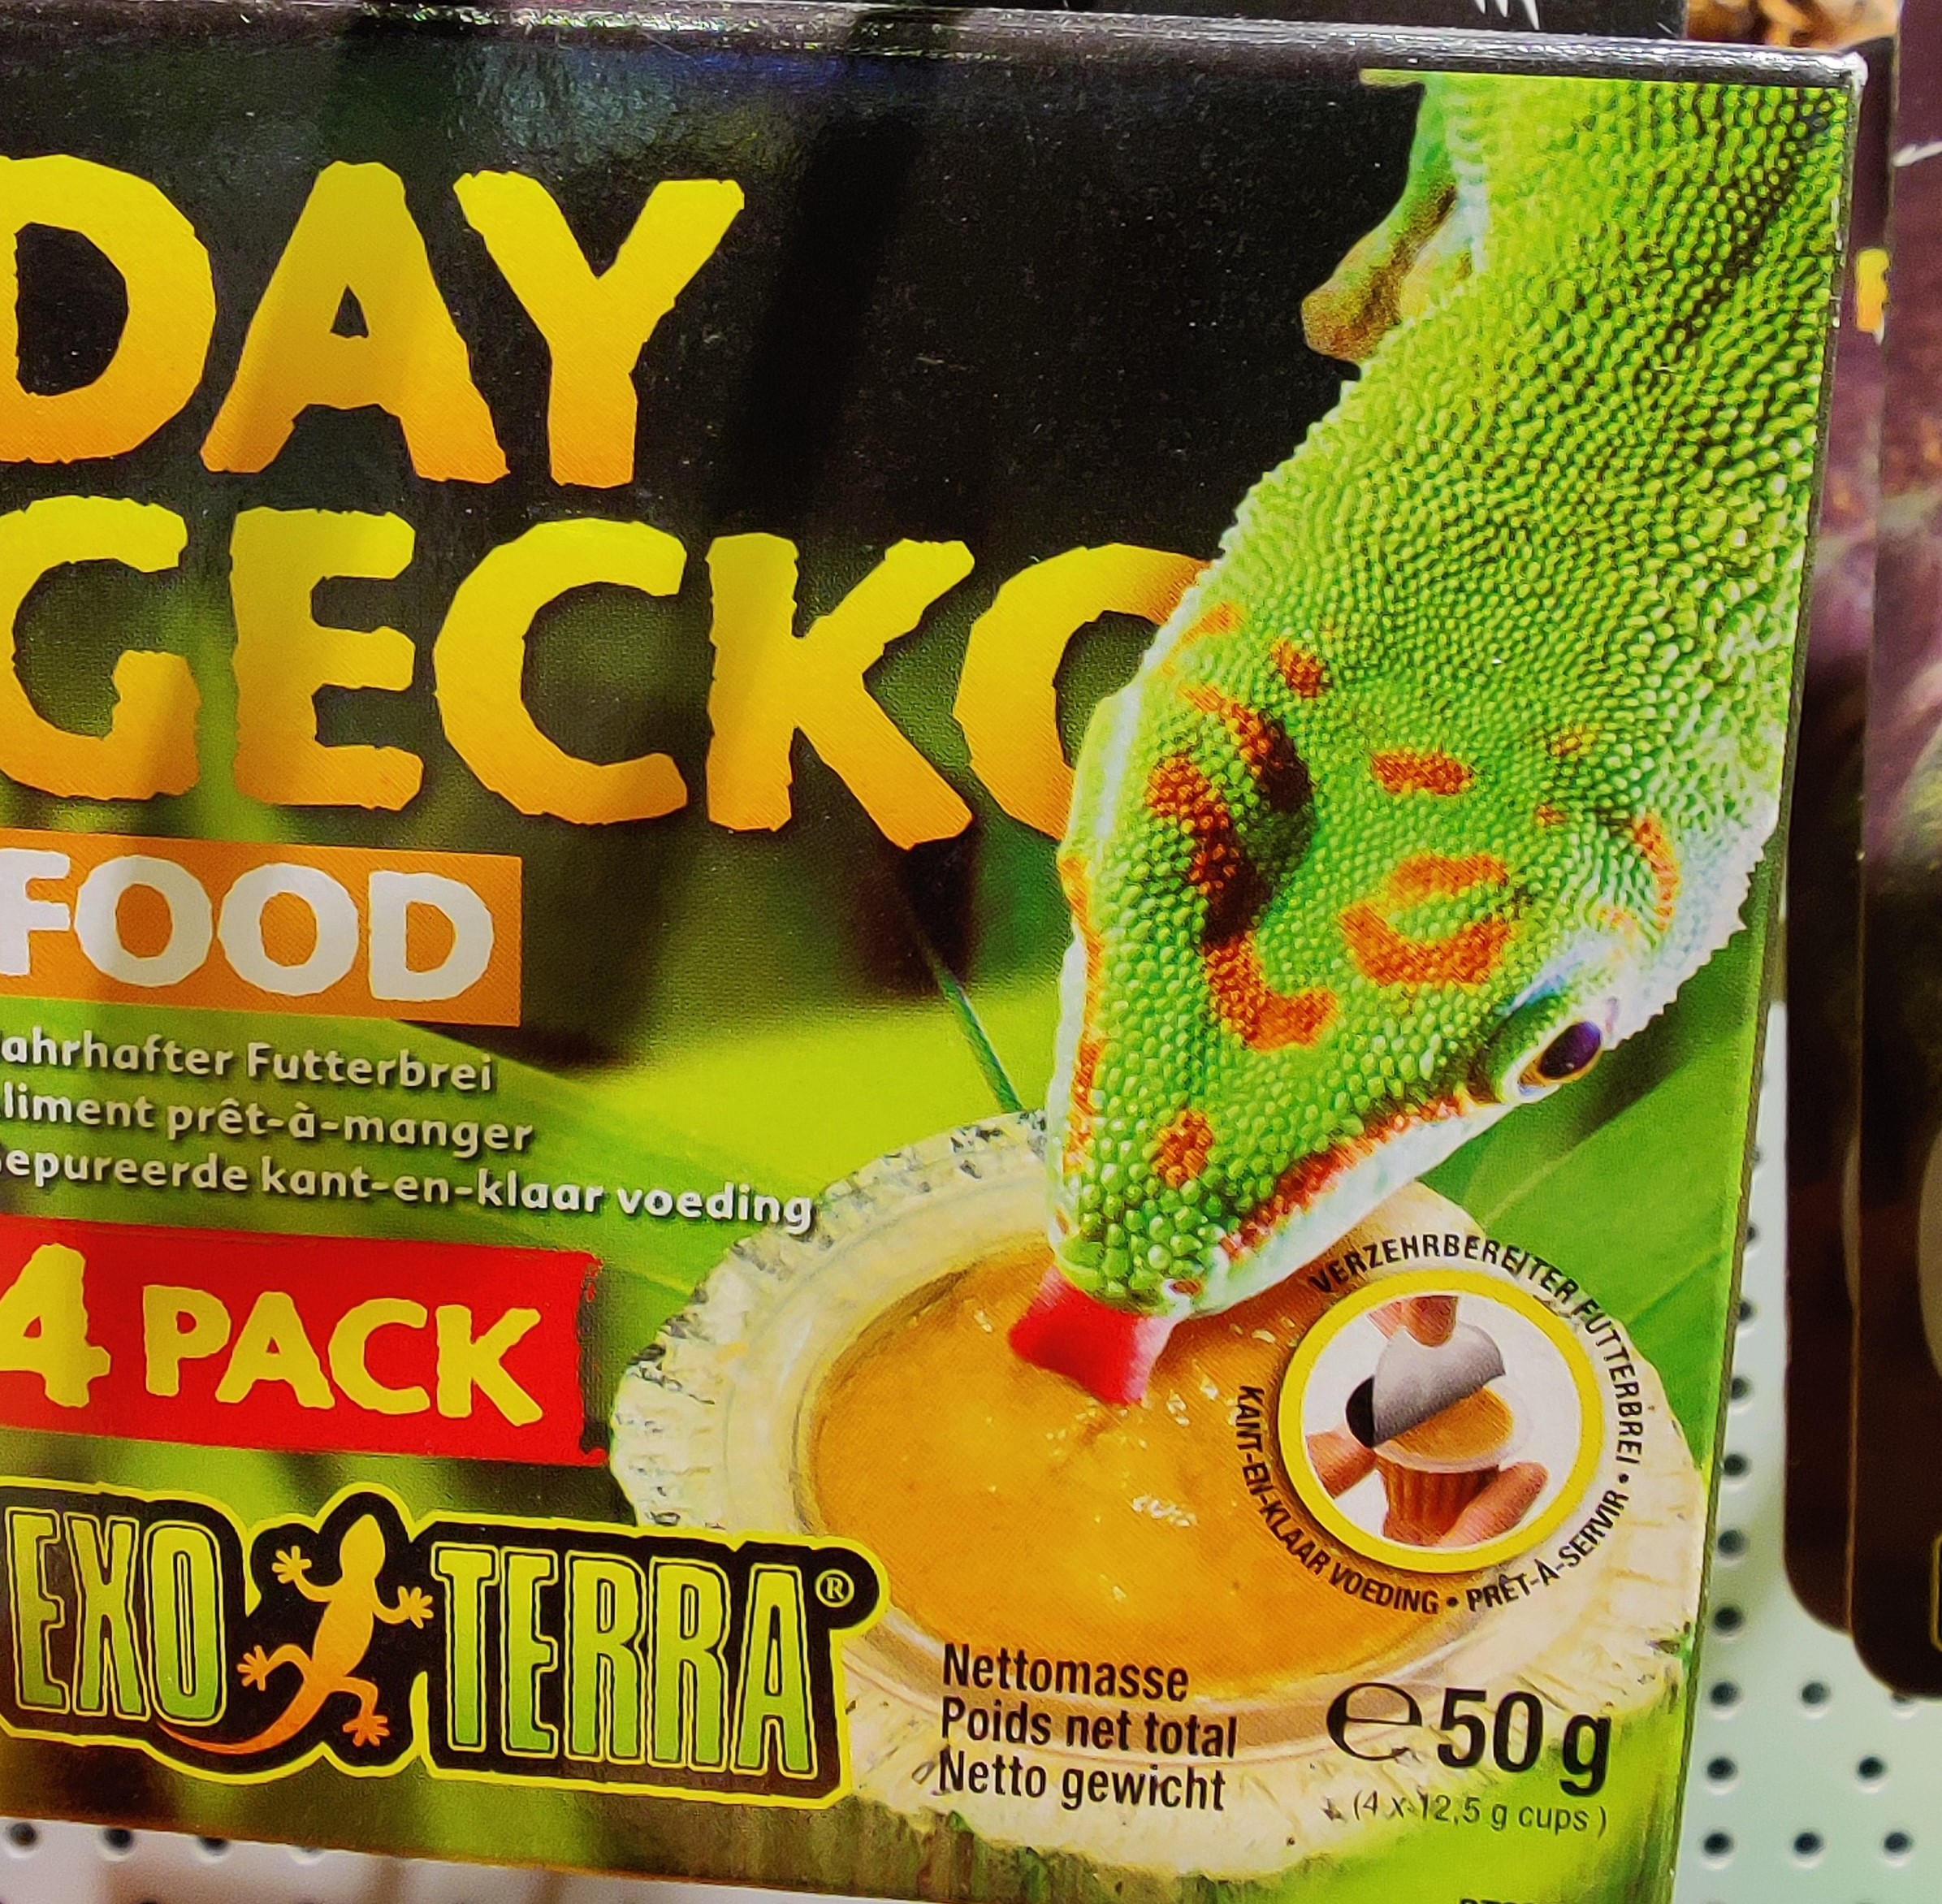 DAY
GECKO
FOOD
ahrhafter Futterbrei
liment prêt-à-manger
epureerde kant-en-klaar voeding
4 PACK
VERZEHRBEREITER FUTTERBREI • PRÊT-À-SERVIR • KANT-EN-KLAAR VOEDING
EXO TERRA®
Nettomasse
Poids net total
Netto gewicht
℮ 50 g
(4 x 12,5 g cups)